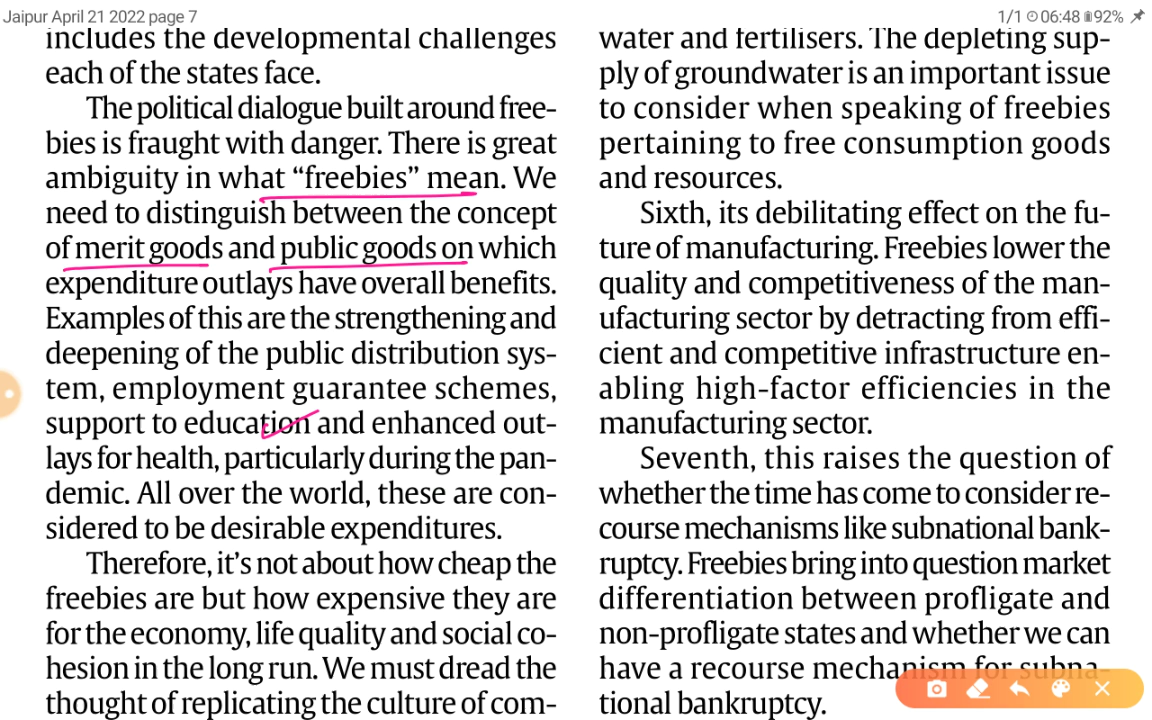 Jaipur April 21 2022 page 7
1/1 06:48 92%
includes the developmental challenges
each of the states face.
The political dialogue built around free-
bies is fraught with danger. There is great
ambiguity in what “freebies” mean. We
need to distinguish between the concept
of merit goods and public goods on which
expenditure outlays have overall benefits.
Examples of this are the strengthening and
deepening of the public distribution sys-
tem, employment guarantee schemes,
support to education and enhanced out-
lays for health, particularly during the pan-
demic. All over the world, these are con-
sidered to be desirable expenditures.
Therefore, it’s not about how cheap the
freebies are but how expensive they are
for the economy, life quality and social co-
hesion in the long run. We must dread the
thought of replicating the culture of com-
water and fertilisers. The depleting sup-
ply of groundwater is an important issue
to consider when speaking of freebies
pertaining to free consumption goods
and resources.
Sixth, its debilitating effect on the fu-
ture of manufacturing. Freebies lower the
quality and competitiveness of the man-
ufacturing sector by detracting from effi-
cient and competitive infrastructure en-
abling high-factor efficiencies in the
manufacturing sector.
Seventh, this raises the question of
whether the time has come to consider re-
course mechanisms like subnational bank-
ruptcy. Freebies bring into question market
differentiation between profligate and
non-profligate states and whether we can
have a recourse mechanism for subna-
tional bankruptcy.